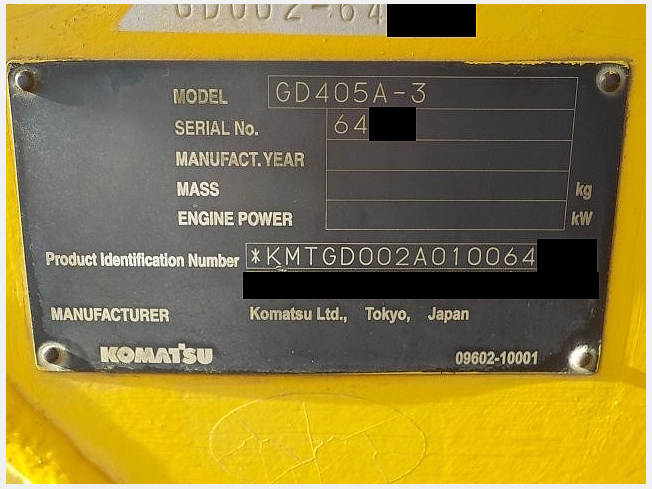 GD002-64
MODEL GD405A-3
SERIAL No. 64
MANUFACT.YEAR
MASS kg
ENGINE POWER kW
Product Identification Number *KMTGD002A010064
MANUFACTURER Komatsu Ltd., Tokyo, Japan
KOMATSU 09602-10001